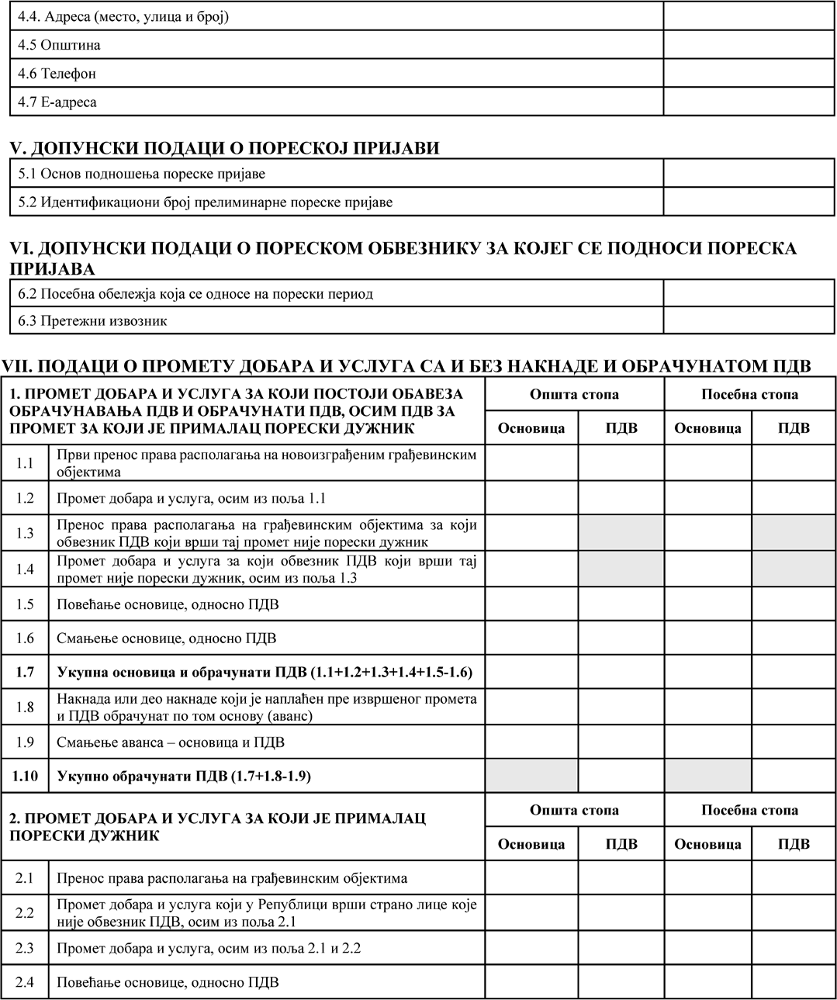 4.4. Адреса (место, улица и број)
4.5 Општина
4.6 Телефон
4.7 Е-адреса
V. ДОПУНСКИ ПОДАЦИ О ПОРЕСКОЈ ПРИЈАВИ
5.1 Основ подношења пореске пријаве
5.2 Идентификациони број прелиминарне пореске пријаве
VI. ДОПУНСКИ ПОДАЦИ О ПОРЕСКОМ ОБВЕЗНИКУ ЗА КОЈЕГ СЕ ПОДНОСИ ПОРЕСКА
ПРИЈАВА
6.2 Посебна обележја која се односе на порески период
6.3 Претежни извозник
VII. ПОДАЦИ О ПРОМЕТУ ДОБАРА И УСЛУГА СА И БЕЗ НАКНАДЕ И ОБРАЧУНАТОМ ПДВ
1. ПРОМЕТ ДОБАРА И УСЛУГА ЗА КОЈИ ПОСТОЈИ ОБАВЕЗА
ОБРАЧУНАВАЊА ПДВ И ОБРАЧУНАТИ ПДВ, ОСИМ ПДВ ЗА
ПРОМЕТ ЗА КОЈИ ЈЕ ПРИМАЛАЦ ПОРЕСКИ ДУЖНИК
Општа стопа Посебна стопа
Основица ПДВ Основица ПДВ
1.1 Први пренос права располагања на новоизграђеним грађевинским
објектима
1.2 Промет добара и услуга, осим из поља 1.1
1.3 Пренос права располагања на грађевинским објектима за који
обвезник ПДВ који врши тај промет није порески дужник
1.4 Промет добара и услуга за који обвезник ПДВ који врши тај
промет није порески дужник, осим из поља 1.3
1.5 Повећање основице, односно ПДВ
1.6 Смањење основице, односно ПДВ
1.7 Укупна основица и обрачунати ПДВ (1.1+1.2+1.3+1.4+1.5-1.6)
1.8 Накнада или део накнаде који је наплаћен пре извршеног промета
и ПДВ обрачунат по том основу (аванс)
1.9 Смањење аванса – основица и ПДВ
1.10 Укупно обрачунати ПДВ (1.7+1.8-1.9)
2. ПРОМЕТ ДОБАРА И УСЛУГА ЗА КОЈИ ЈЕ ПРИМАЛАЦ
ПОРЕСКИ ДУЖНИК
Општа стопа Посебна стопа
Основица ПДВ Основица ПДВ
2.1 Пренос права располагања на грађевинским објектима
2.2 Промет добара и услуга који у Републици врши страно лице које
није обвезник ПДВ, осим из поља 2.1
2.3 Промет добара и услуга, осим из поља 2.1 и 2.2
2.4 Повећање основице, односно ПДВ